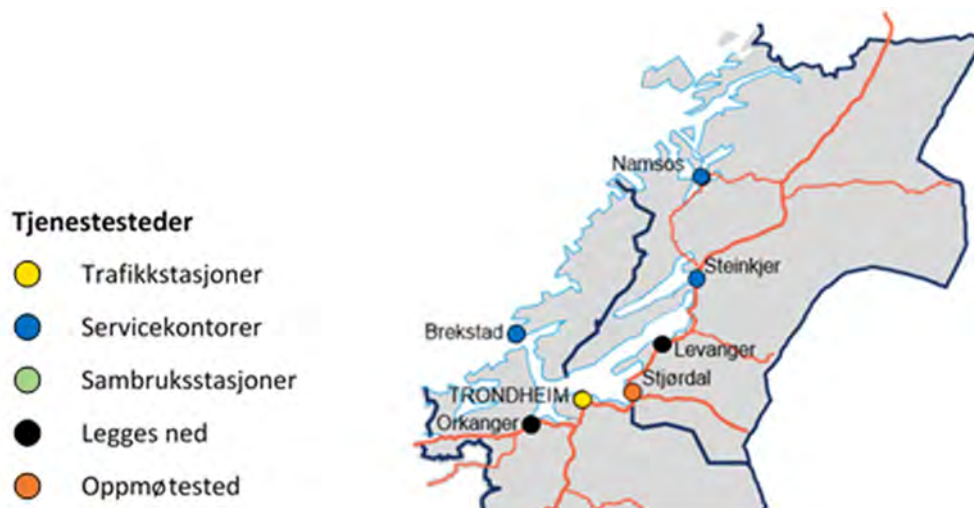 Tjenestesteder
Trafikkstasjoner
Servicekontorer
Sambruksstasjoner
Legges ned
Oppmøtested
Namsos
Steinkjer
Brekstad
Levanger
Stjørdal
TRONDHEIM
Orkanger